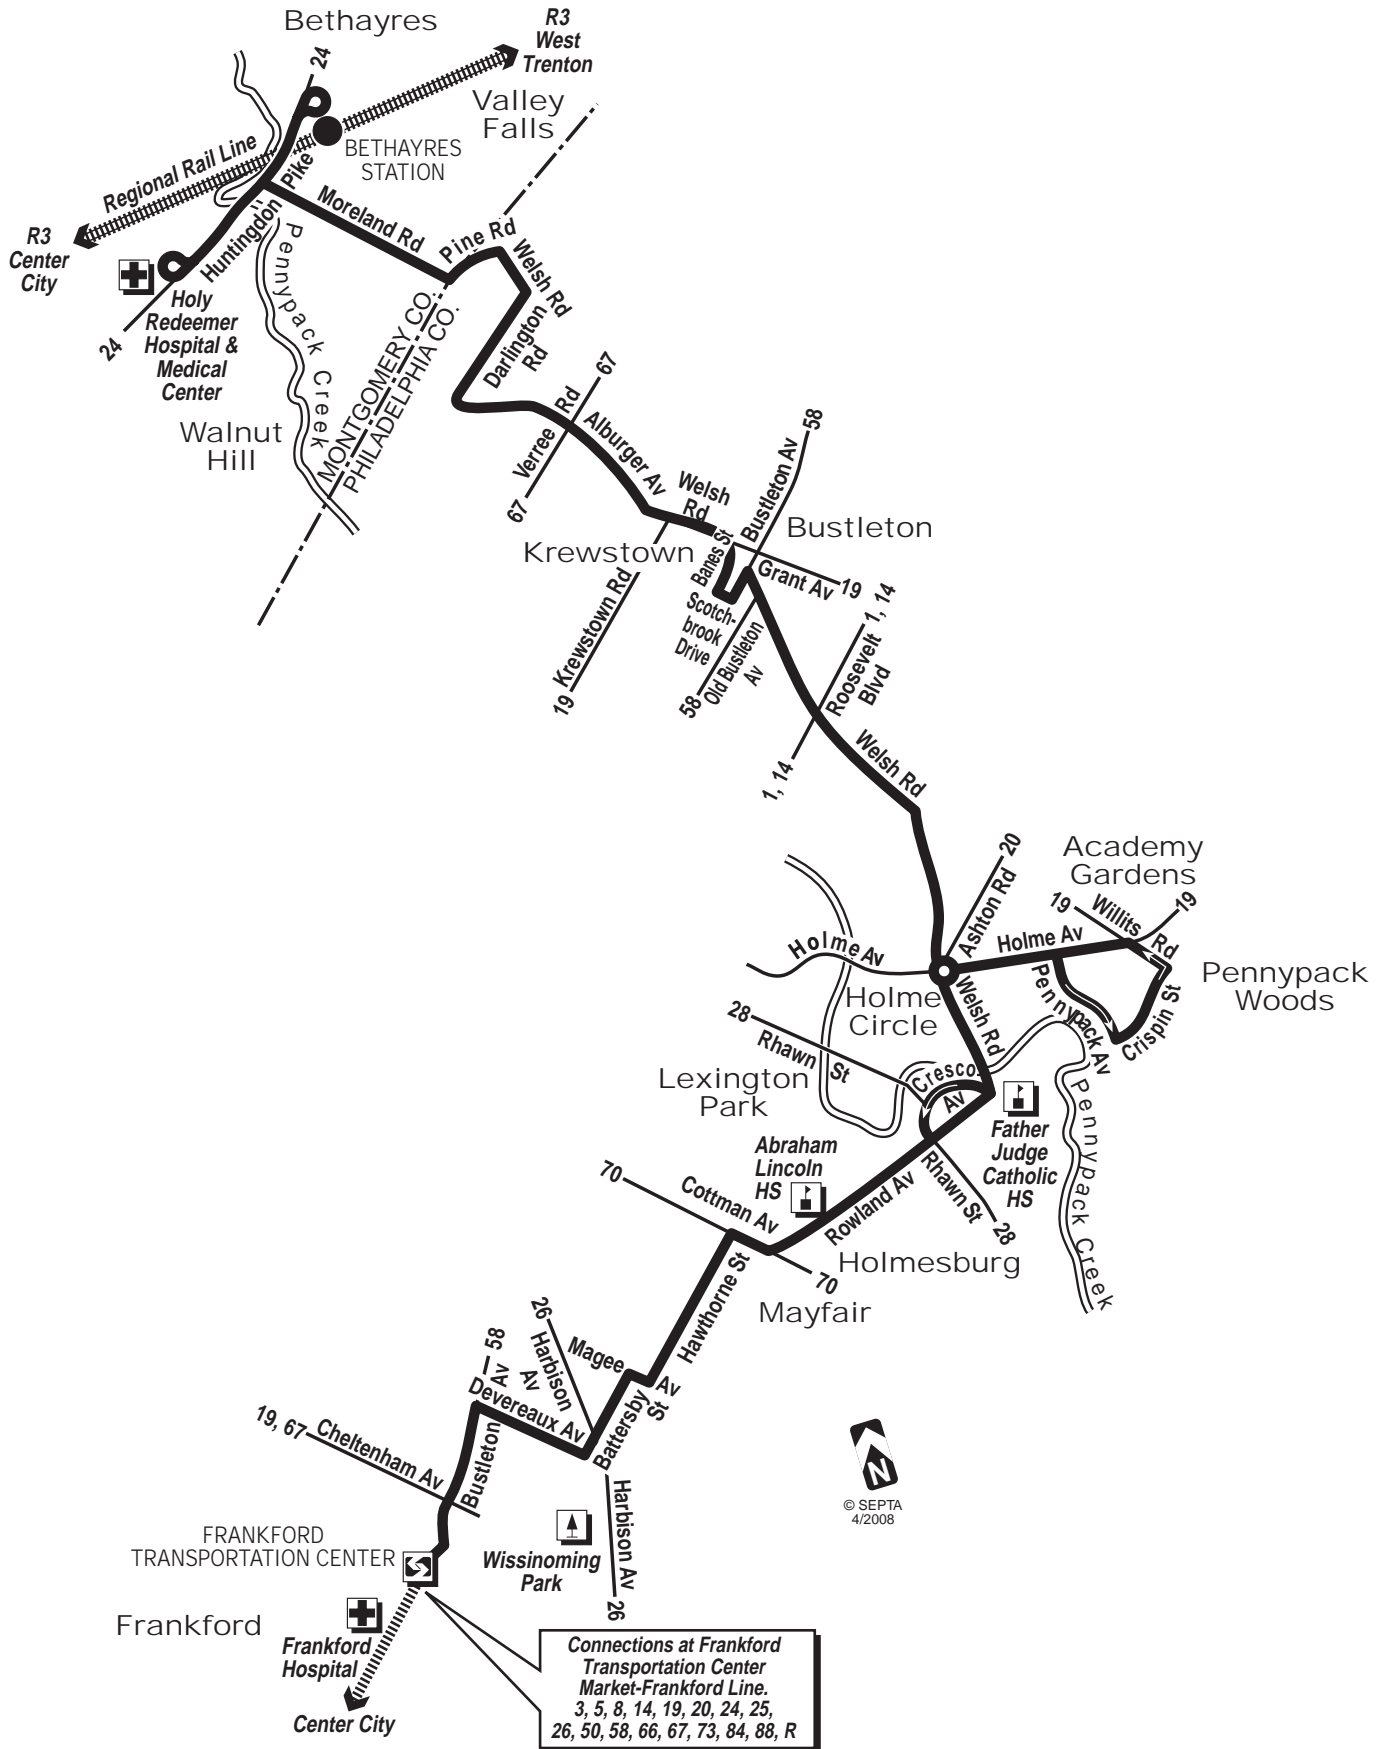 Bethayres
R3
West
Trenton
24
Valley
Falls
BETHAYRES
STATION
Regional Rail Line
Pike
Huntingdon
Moreland Rd
R3
Center
City
Pine Rd
Welsh Rd
Pennypack Creek
Holy
Redeemer
Hospital &
Medical
Center
24
MONTGOMERY CO.
PHILADELPHIA CO.
Darlington
Rd
Walnut
Hill
67
Verree Rd
67
Alburger Av
Welsh
Rd
58
Bustleton Av
Bustleton
Krewstown
Banes St
Grant Av
19
Scotch-
brook
Drive
Krewstown Rd
19
Old Bustleton
Av
58
1, 14
Roosevelt
Blvd
1, 14
Welsh Rd
20
Ashton Rd
Academy
Gardens
19
Willits Rd
19
Holme Av
Holme Av
Pennypack
Woods
Pennypack Av
Crispin St
Holme
Circle
Welsh Rd
28
Rhawn St
Lexington
Park
Cresco
Av
Father
Judge
Catholic
HS
Pennypack Creek
Abraham
Lincoln
HS
Rhawn St
28
Rowland Av
70
Cottman Av
70
Holmesburg
Mayfair
Hawthorne St
26
Harbison
Av
Magee
Av
58
Av
Devereaux Av
Battersby
St
19, 67
Cheltenham Av
Bustleton
Harbison Av
26
N
© SEPTA
4/2008
FRANKFORD
TRANSPORTATION CENTER
Wissinoming
Park
Frankford
Frankford
Hospital
Center City
Connections at Frankford
Transportation Center
Market-Frankford Line.
3, 5, 8, 14, 19, 20, 24, 25,
26, 50, 58, 66, 67, 73, 84, 88, R